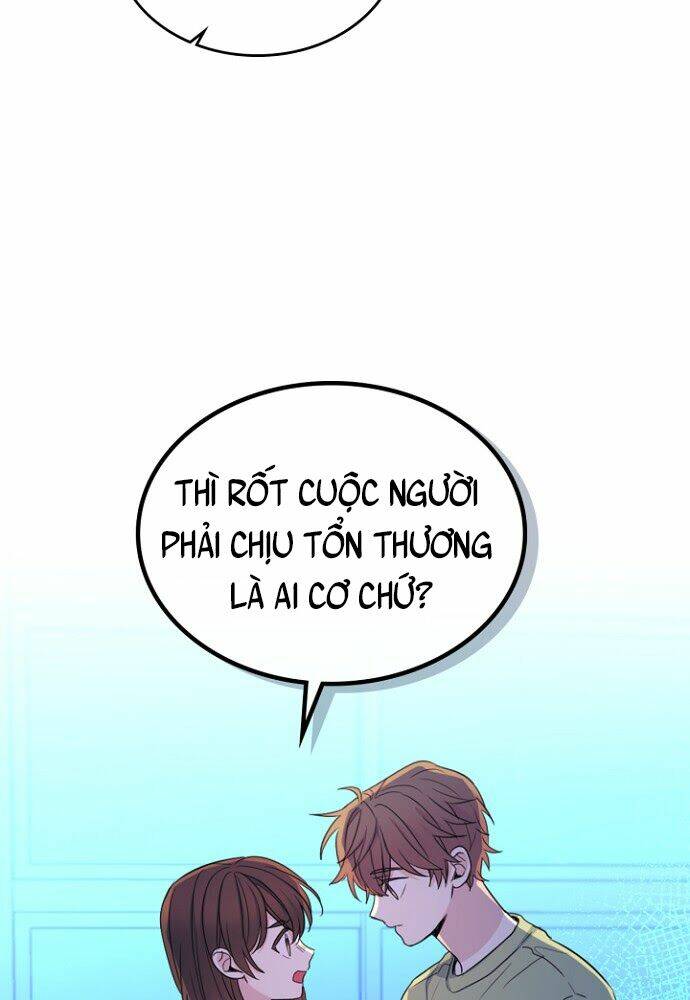 THÌ RỐT CUỘC NGƯỜI
PHẢI CHỊU TỔN THƯƠNG
LÀ AI CƠ CHỨ?